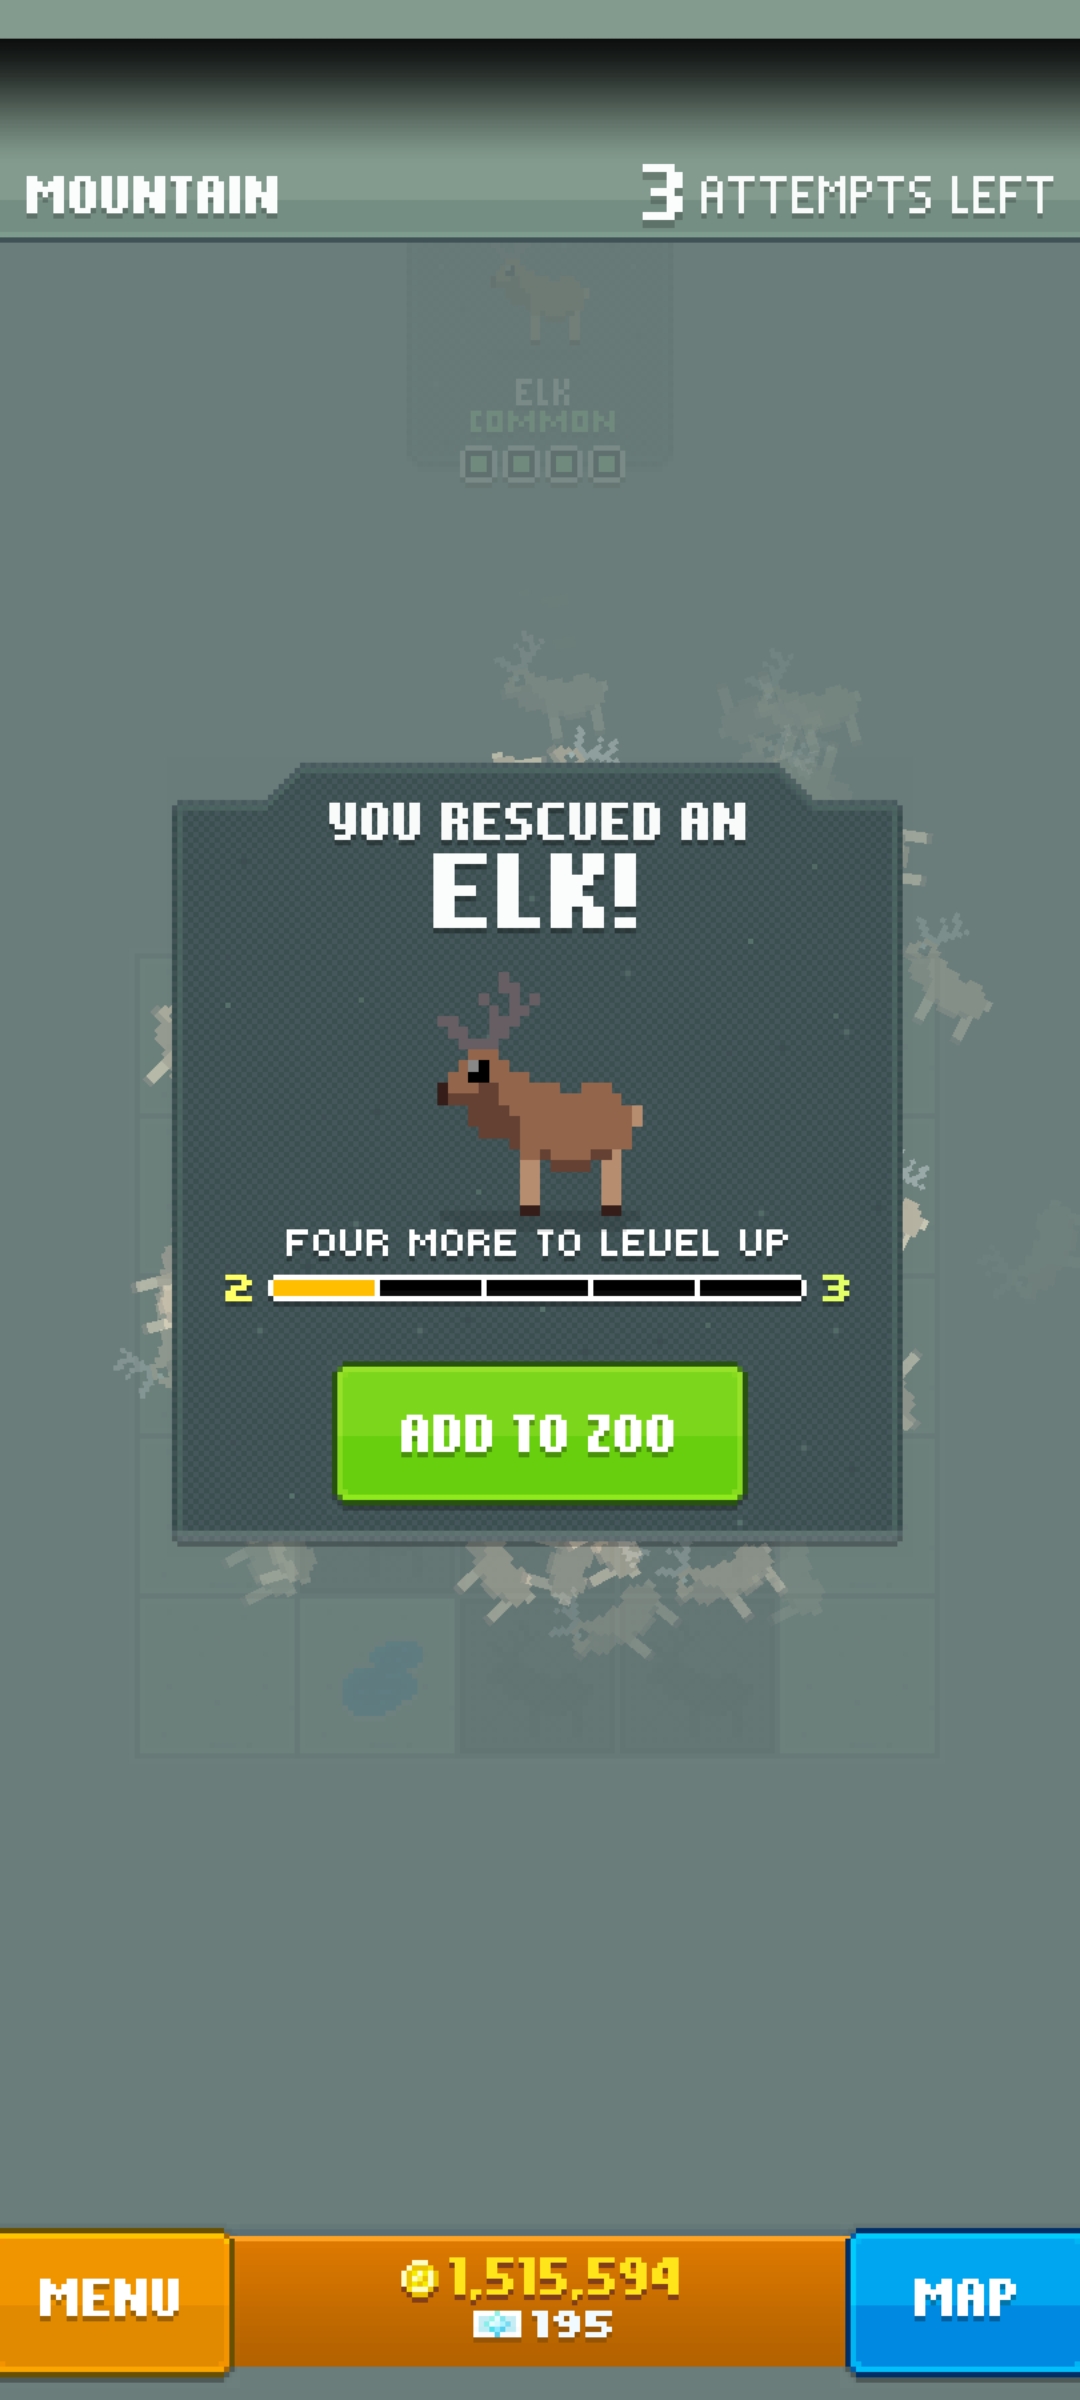 MOUNTAIN
3 ATTEMPTS LEFT
ELK
COMMON
YOU RESCUED AN
ELK!
FOUR MORE TO LEVEL UP
2 3
ADD TO ZOO
MENU
1,515,594
195
MAP